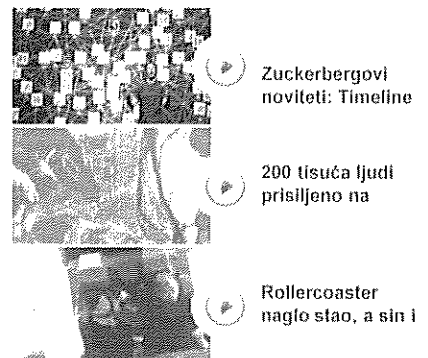 Zuckerbergovi
noviteti: Timeline
200 tisuća ljudi
prisiljeno na
Rollercoaster
naglo stao, a sin i